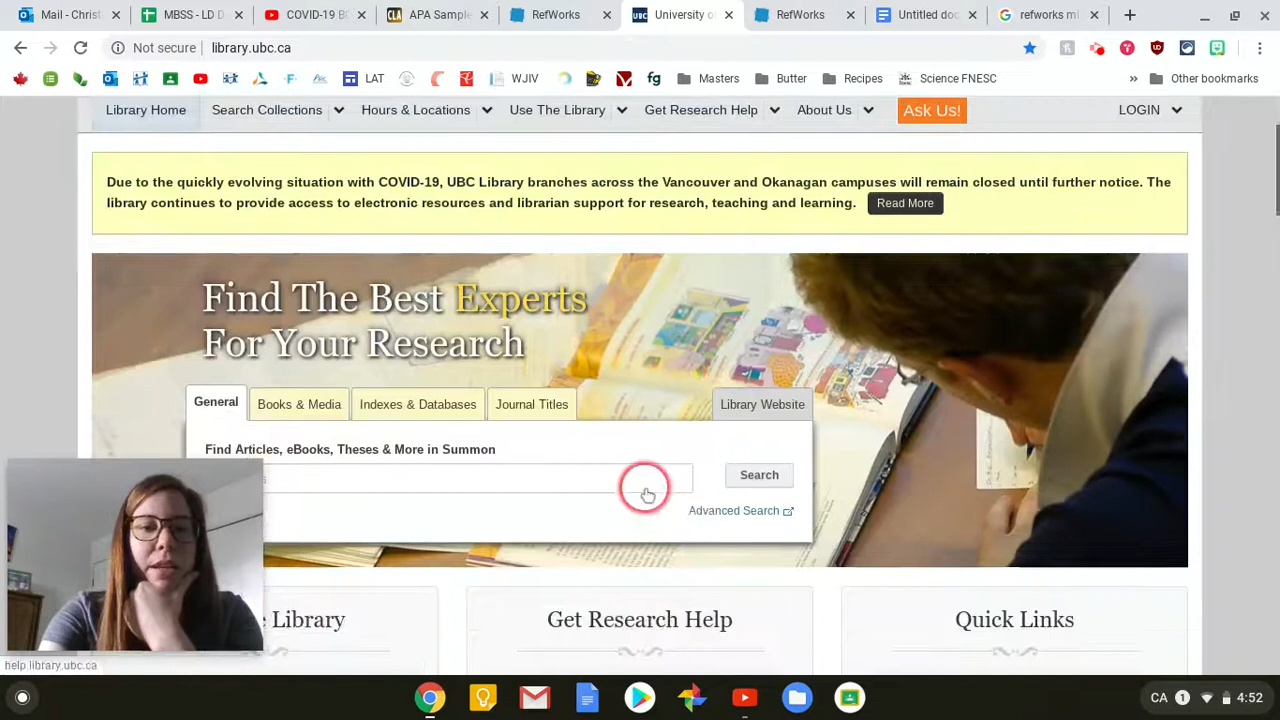 Mail - Christ
MBSS - LD D
COVID-19 BC
APA Sample
RefWorks
University o
RefWorks
Untitled doc
refworks mi
Not secure library.ubc.ca
LAT
WJIV
fg
Masters
Butter
Recipes
Science FNESC
»
Other bookmarks
Library Home
Search Collections
Hours & Locations
Use The Library
Get Research Help
About Us
Ask Us!
LOGIN
Due to the quickly evolving situation with COVID-19, UBC Library branches across the Vancouver and Okanagan campuses will remain closed until further notice. The
library continues to provide access to electronic resources and librarian support for research, teaching and learning. Read More
Find The Best Experts
For Your Research
General
Books & Media
Indexes & Databases
Journal Titles
Library Website
Find Articles, eBooks, Theses & More in Summon
Search
Advanced Search
Library
Get Research Help
Quick Links
help.library.ubc.ca
CA 1 4:52